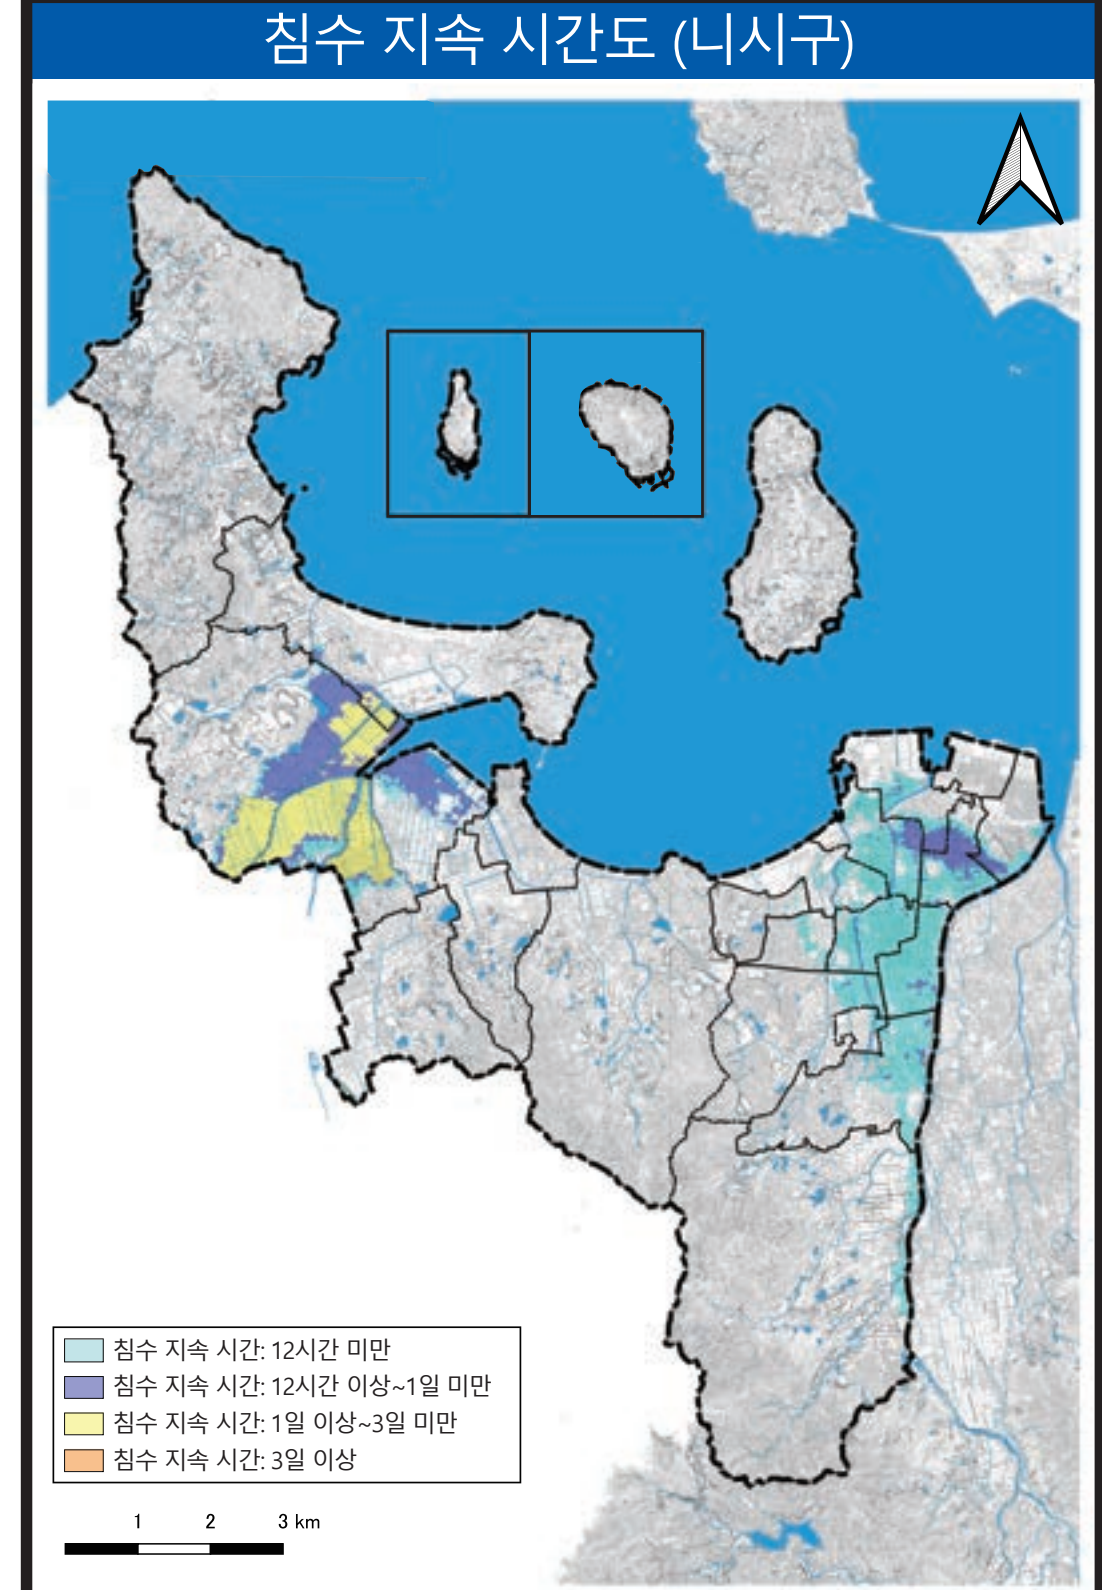 침수 지속 시간도 (니시구)
침수 지속 시간: 12시간 미만
침수 지속 시간: 12시간 이상~1일 미만
침수 지속 시간: 1일 이상~3일 미만
침수 지속 시간: 3일 이상
1 2 3 km